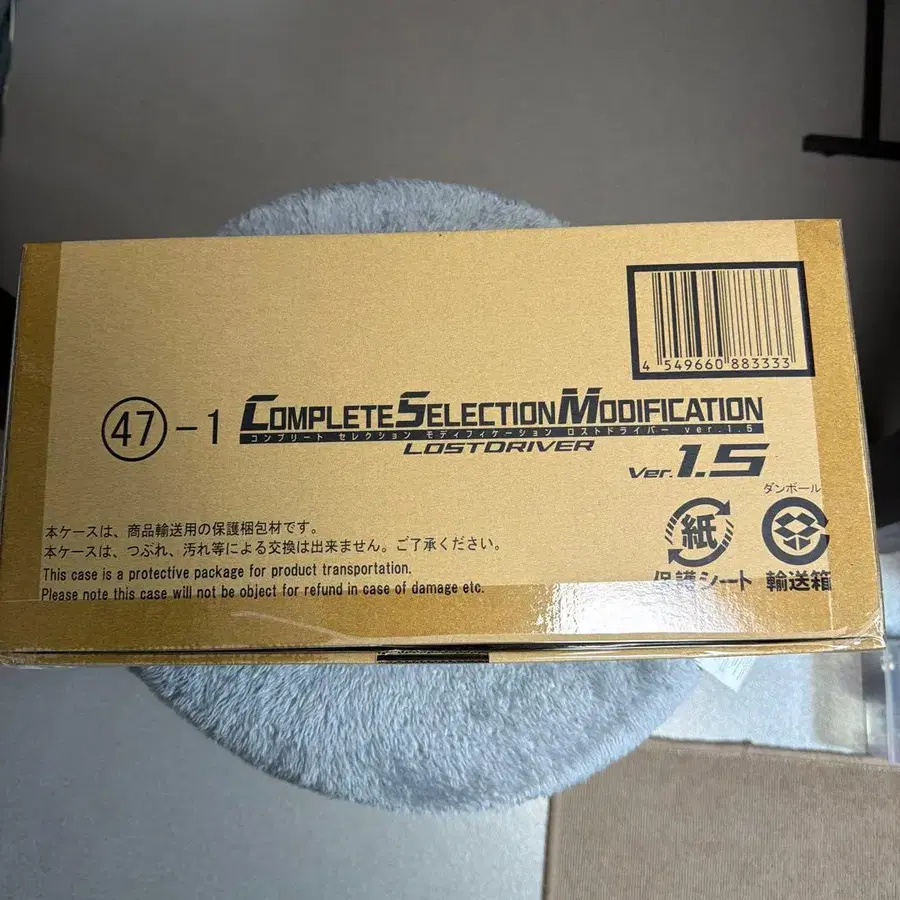 4 549660 883333
47-1 COMPLETE SELECTION MODIFICATION
コンプリート セレクション モディフィケーション ロストドライバー ver.1.5
LOSTDRIVER
Ver.1.5
ダンボール
紙
保護シート 輸送箱
本ケースは、商品輸送用の保護梱包材です。
本ケースは、つぶれ、汚れ等による交換は出来ません。ご了承ください。
This case is a protective package for product transportation.
Please note this case will not be object for refund in case of damage etc.